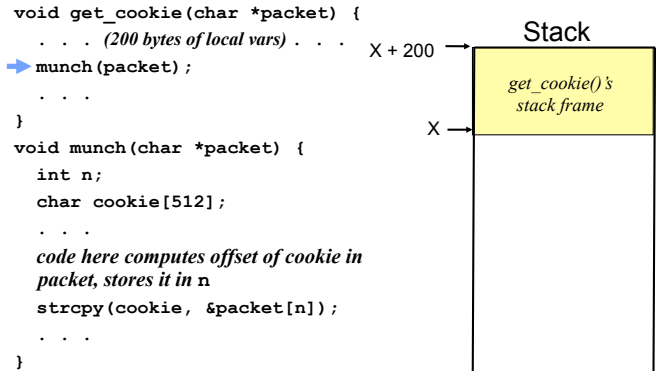 void get_cookie(char *packet) {
. . . (200 bytes of local vars) . . .
munch(packet);
. . .
}
void munch(char *packet) {
int n;
char cookie[512];
. . .
code here computes offset of cookie in
packet, stores it in n
strcpy(cookie, &packet[n]);
. . .
}
Stack
X + 200
get_cookie()'s
stack frame
X